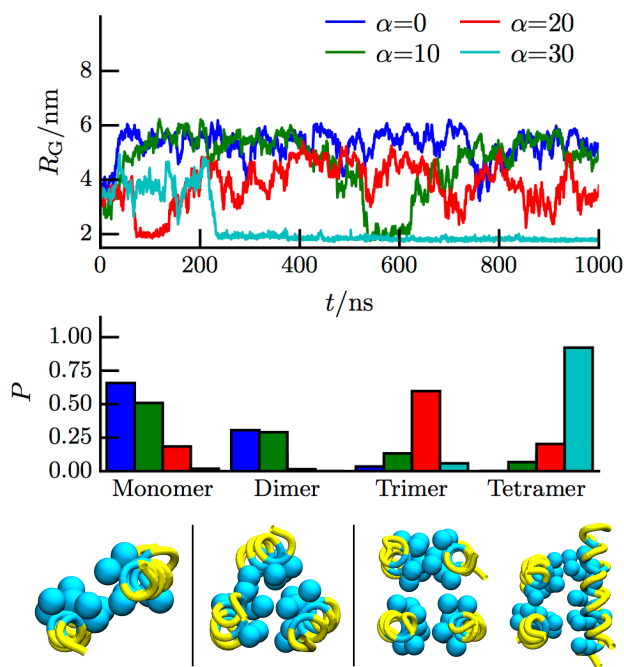 α=0 α=20
α=10 α=30
8
6
4
2
R_G/nm
0 200 400 600 800 1000
t/ns
1.00
0.75
0.50
0.25
0.00
P
Monomer Dimer Trimer Tetramer